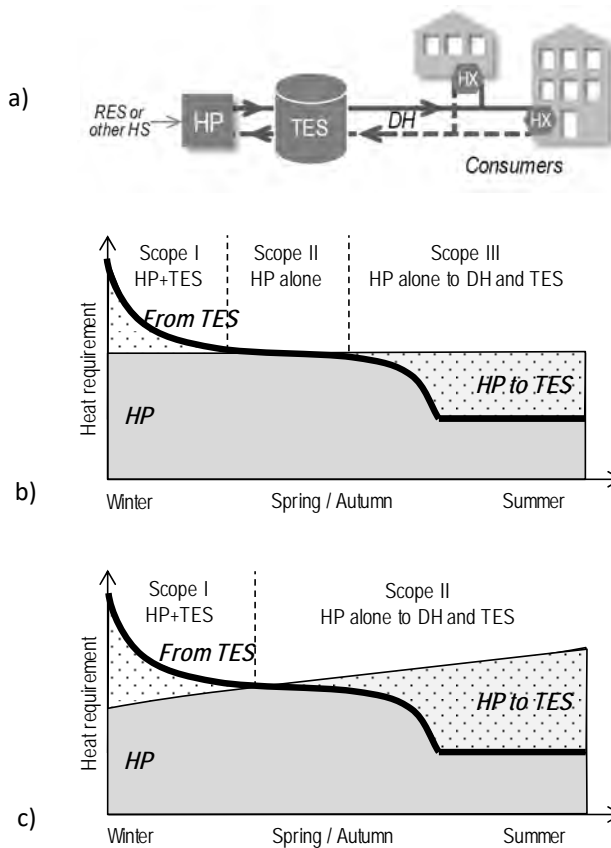 a)
RES or
other HS
HP
TES
DH
HX
HX
Consumers
b)
Heat requirement
Scope I
HP+TES
Scope II
HP alone
Scope III
HP alone to DH and TES
From TES
HP to TES
HP
Winter
Spring / Autumn
Summer
c)
Heat requirement
Scope I
HP+TES
Scope II
HP alone to DH and TES
From TES
HP to TES
HP
Winter
Spring / Autumn
Summer